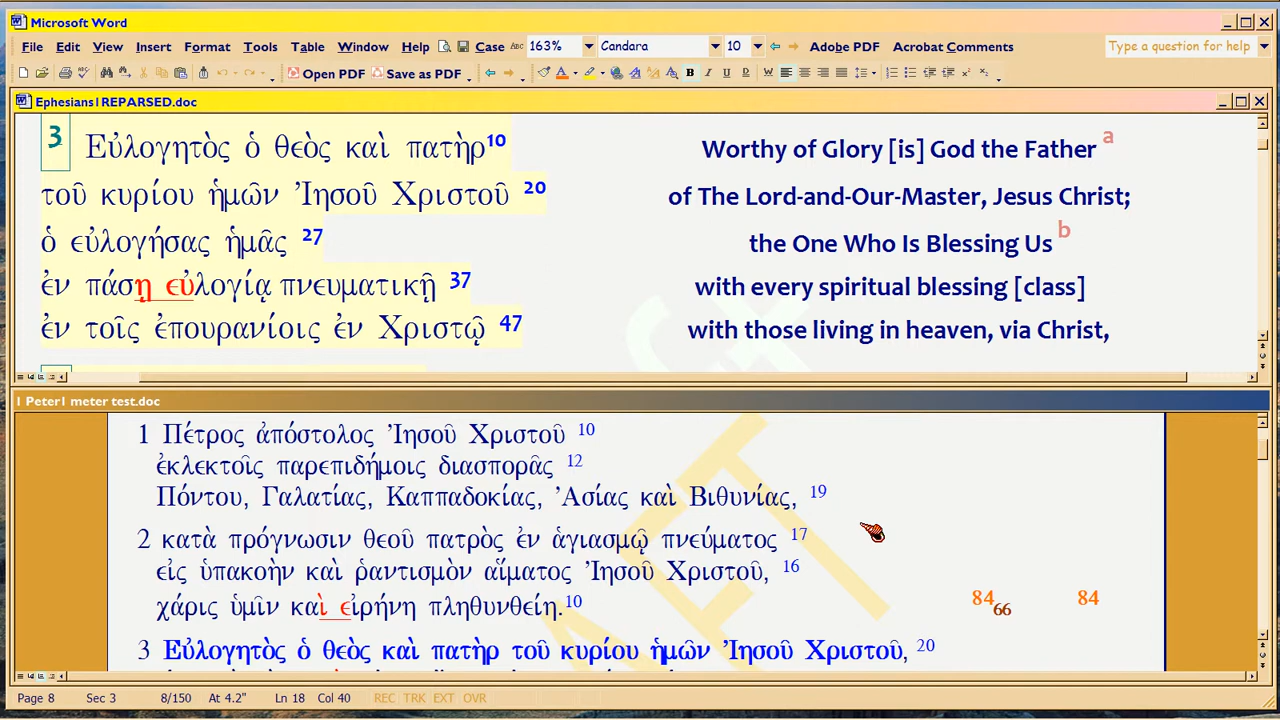 Microsoft Word
File Edit View Insert Format Tools Table Window Help Case ABC 163% Candara 10 Adobe PDF Acrobat Comments Type a question for help
Open PDF Save as PDF B I U D W
Ephesians1REPARSED.doc
3 Εὐλογητὸς ὁ θεὸς καὶ πατὴρ10 Worthy of Glory [is] God the Father a
τοῦ κυρίου ἡμῶν Ἰησοῦ Χριστοῦ 20 of The Lord-and-Our-Master, Jesus Christ;
ὁ εὐλογήσας ἡμᾶς 27 the One Who Is Blessing Us b
ἐν πάσῃ εὐλογίᾳ πνευματικῇ 37 with every spiritual blessing [class]
ἐν τοῖς ἐπουρανίοις ἐν Χριστῷ 47 with those living in heaven, via Christ,
I Peter1 meter test.doc
1 Πέτρος ἀπόστολος Ἰησοῦ Χριστοῦ 10
ἐκλεκτοῖς παρεπιδήμοις διασπορᾶς 12
Πόντου, Γαλατίας, Καππαδοκίας, Ἀσίας καὶ Βιθυνίας, 19
2 κατὰ πρόγνωσιν θεοῦ πατρὸς ἐν ἁγιασμῷ πνεύματος 17
εἰς ὑπακοὴν καὶ ῥαντισμὸν αἵματος Ἰησοῦ Χριστοῦ, 16
χάρις ὑμῖν καὶ εἰρήνη πληθυνθείη.10 84 66 84
3 Εὐλογητὸς ὁ θεὸς καὶ πατὴρ τοῦ κυρίου ἡμῶν Ἰησοῦ Χριστοῦ, 20
Page 8 Sec 3 8/150 At 4.2" Ln 18 Col 40 REC TRK EXT OVR